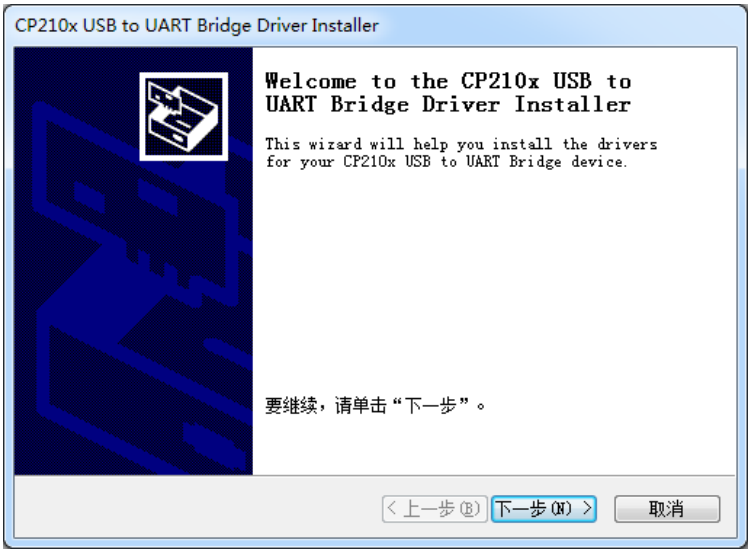 CP210x USB to UART Bridge Driver Installer
Welcome to the CP210x USB to
UART Bridge Driver Installer
This wizard will help you install the drivers
for your CP210x USB to UART Bridge device.
要继续，请单击“下一步”。
< 上一步(B) 下一步(N) > 取消